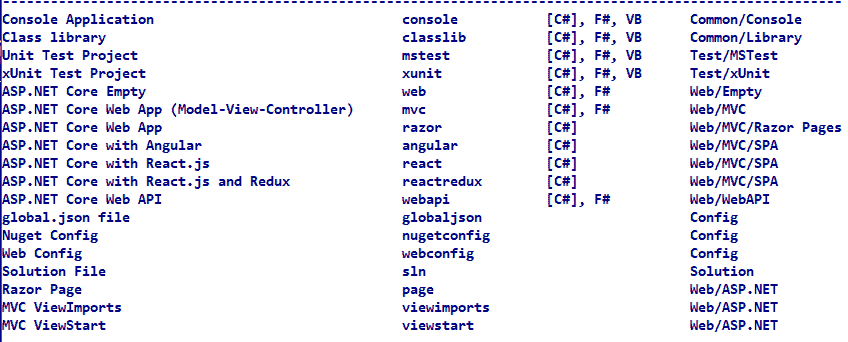 --------------------------------------------------------------------------------------------------------
Console Application console [C#], F#, VB Common/Console
Class library classlib [C#], F#, VB Common/Library
Unit Test Project mstest [C#], F#, VB Test/MSTest
xUnit Test Project xunit [C#], F#, VB Test/xUnit
ASP.NET Core Empty web [C#], F# Web/Empty
ASP.NET Core Web App (Model-View-Controller) mvc [C#], F# Web/MVC
ASP.NET Core Web App razor [C#] Web/MVC/Razor Pages
ASP.NET Core with Angular angular [C#] Web/MVC/SPA
ASP.NET Core with React.js react [C#] Web/MVC/SPA
ASP.NET Core with React.js and Redux reactredux [C#] Web/MVC/SPA
ASP.NET Core Web API webapi [C#], F# Web/WebAPI
global.json file globaljson Config
Nuget Config nugetconfig Config
Web Config webconfig Config
Solution File sln Solution
Razor Page page Web/ASP.NET
MVC ViewImports viewimports Web/ASP.NET
MVC ViewStart viewstart Web/ASP.NET